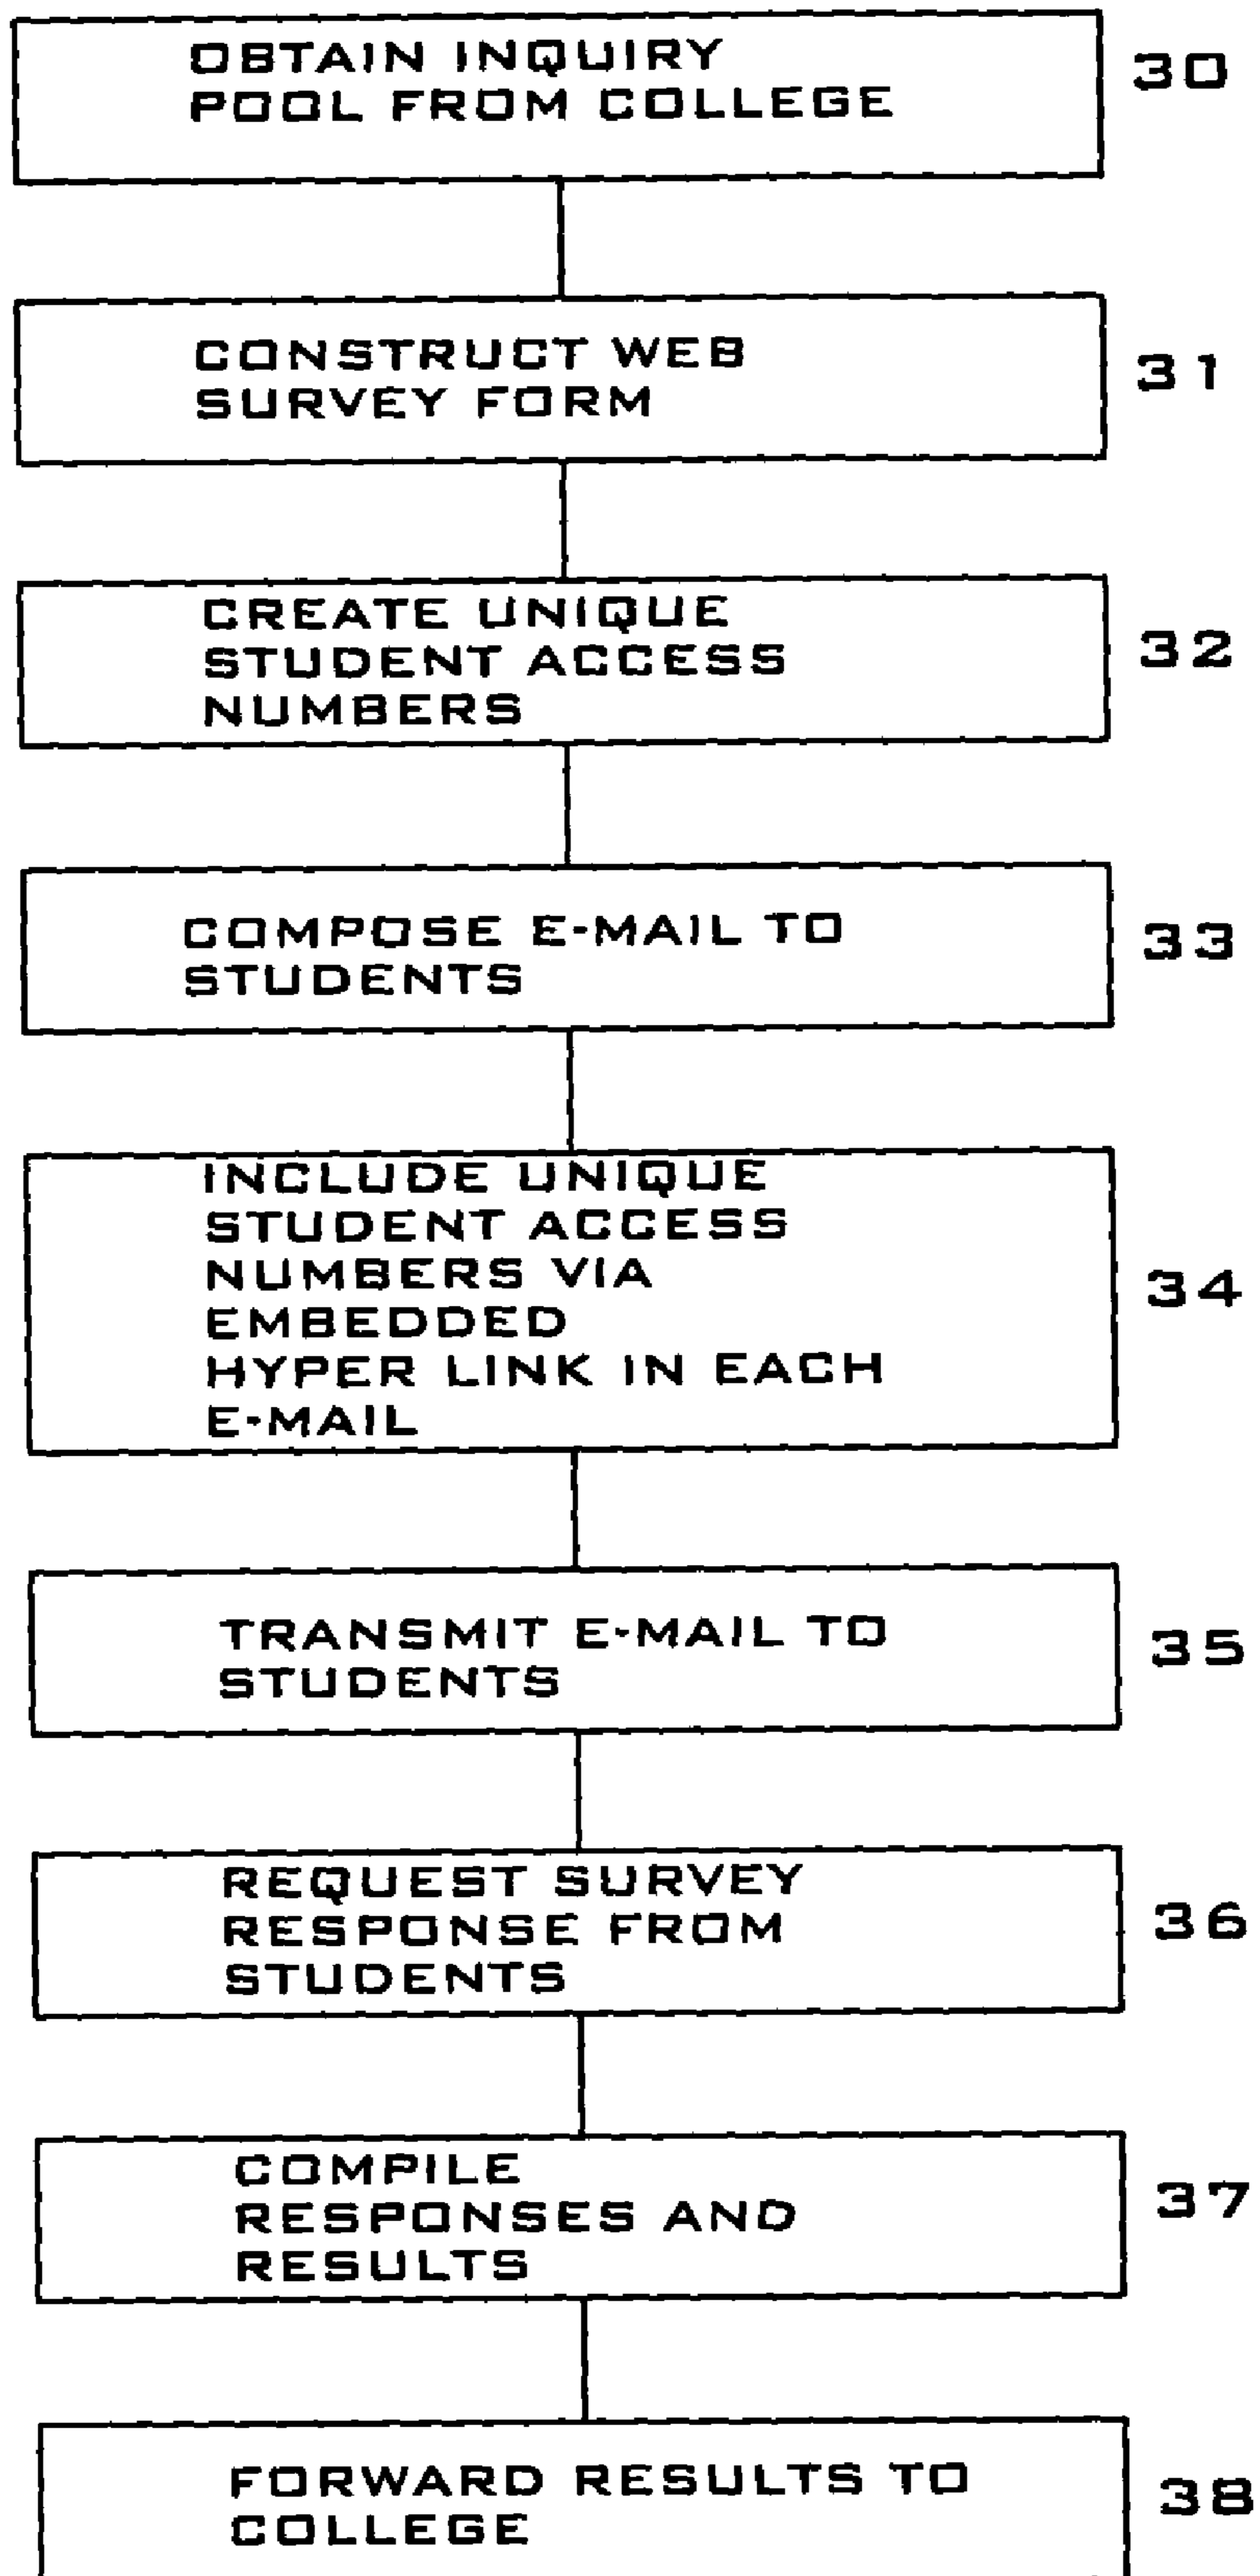 OBTAIN INQUIRY
POOL FROM COLLEGE
30
CONSTRUCT WEB
SURVEY FORM
31
CREATE UNIQUE
STUDENT ACCESS
NUMBERS
32
COMPOSE E-MAIL TO
STUDENTS
33
INCLUDE UNIQUE
STUDENT ACCESS
NUMBERS VIA
EMBEDDED
HYPER LINK IN EACH
E-MAIL
34
TRANSMIT E-MAIL TO
STUDENTS
35
REQUEST SURVEY
RESPONSE FROM
STUDENTS
36
COMPILE
RESPONSES AND
RESULTS
37
FORWARD RESULTS TO
COLLEGE
38